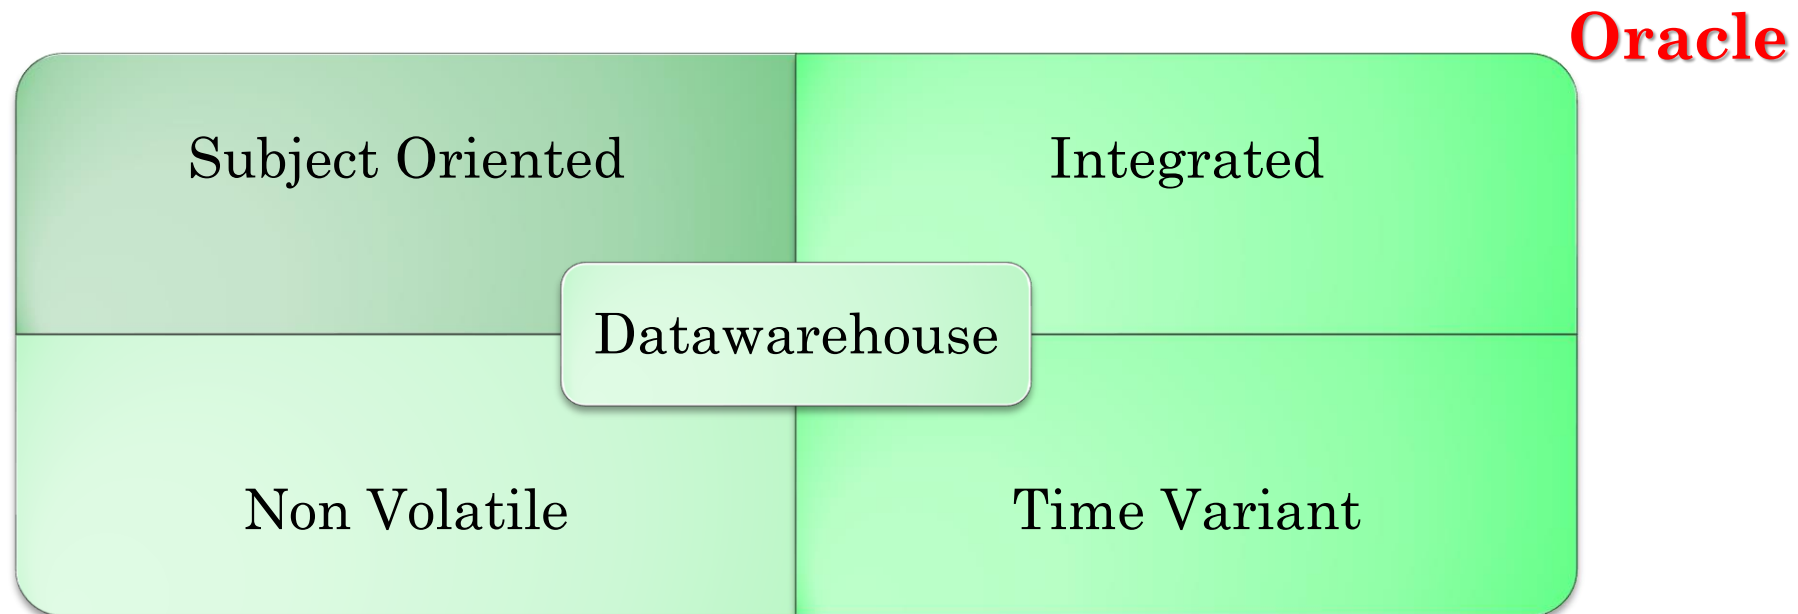 Oracle
Subject Oriented
Integrated
Datawarehouse
Non Volatile
Time Variant